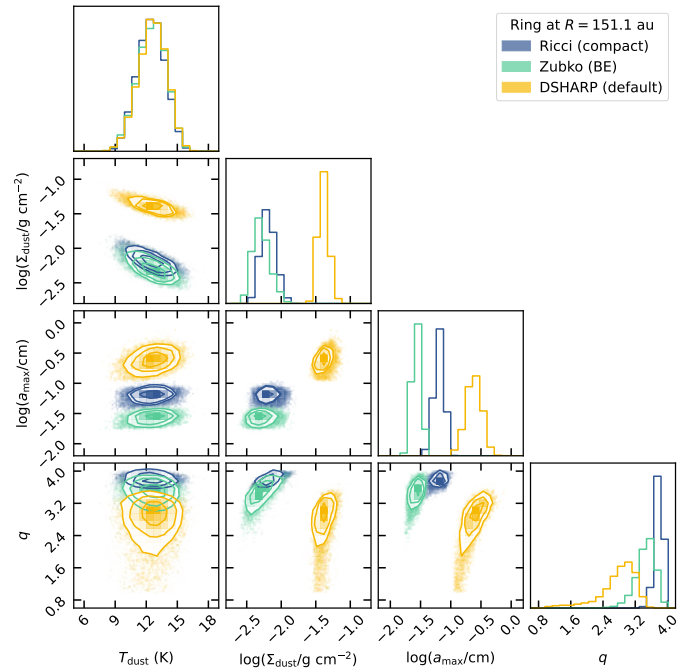 Ring at R = 151.1 au
Ricci (compact)
Zubko (BE)
DSHARP (default)
log(Σdust/g cm−2)
−1.0
−1.5
−2.0
−2.5
log(amax/cm)
0.0
−0.5
−1.0
−1.5
−2.0
q
4.0
3.2
2.4
1.6
0.8
6 9 12 15 18
−2.5 −2.0 −1.5 −1.0
−2.0 −1.5 −1.0 −0.5 0.0
0.8 1.6 2.4 3.2 4.0
Tdust (K) log(Σdust/g cm−2) log(amax/cm) q